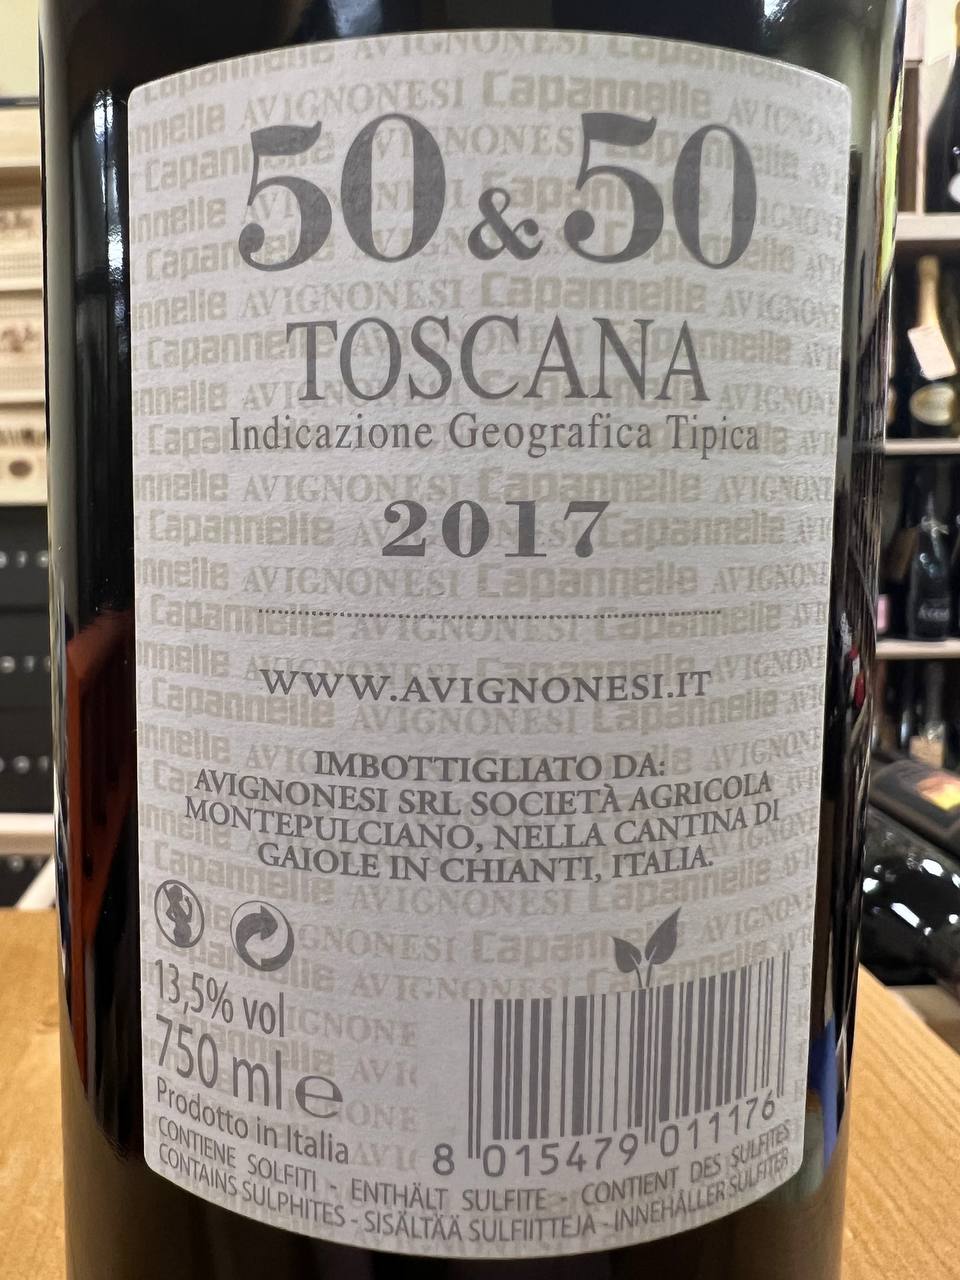 50 & 50
TOSCANA
Indicazione Geografica Tipica
2017
WWW.AVIGNONESI.IT
IMBOTTIGLIATO DA:
AVIGNONESI SRL SOCIETÀ AGRICOLA
MONTEPULCIANO, NELLA CANTINA DI
GAIOLE IN CHIANTI, ITALIA.
13,5% vol
750 ml e
Prodotto in Italia
8 015479 011176
CONTIENE SOLFITI - ENTHÄLT SULFITE - CONTIENT DES SULFITES
CONTAINS SULPHITES - SISÄLTÄÄ SULFIITTEJA - INNEHÅLLER SULFITER